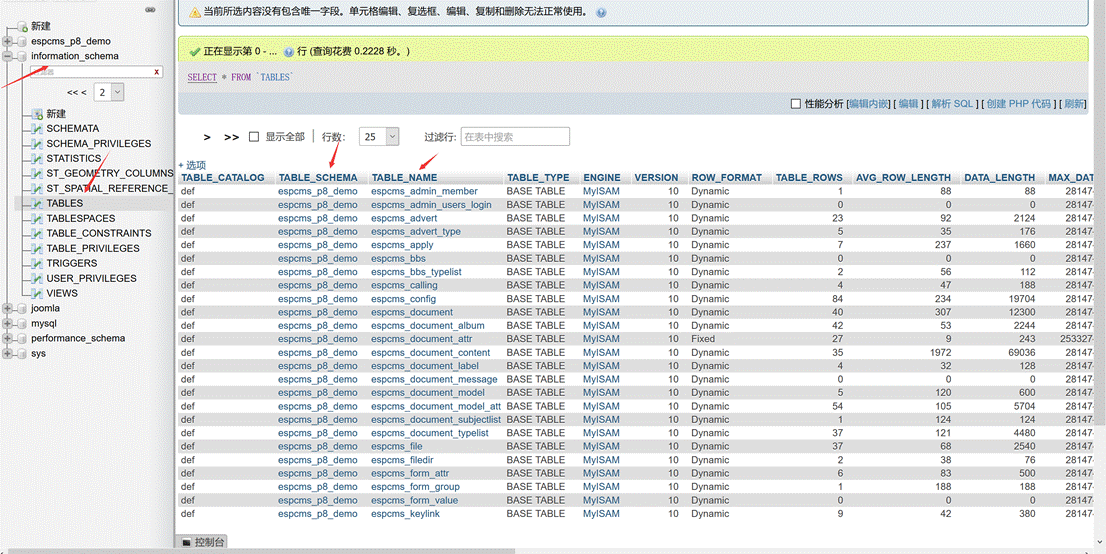 新建
espcms_p8_demo
information_schema
X
<< < 2
新建
SCHEMATA
SCHEMA_PRIVILEGES
STATISTICS
ST_GEOMETRY_COLUMNS
ST_SPATIAL_REFERENCE_
TABLES
TABLESPACES
TABLE_CONSTRAINTS
TABLE_PRIVILEGES
TRIGGERS
USER_PRIVILEGES
VIEWS
joomla
mysql
performance_schema
sys
当前所选内容没有包含唯一字段。单元格编辑、复选框、编辑、复制和删除无法正常使用。
正在显示第 0 - ... 行 (查询花费 0.2228 秒。)
SELECT * FROM `TABLES`
性能分析 [编辑内嵌] [ 编辑 ] [ 解析 SQL ] [ 创建 PHP 代码 ] [ 刷新]
> >> 显示全部 | 行数: 25 过滤行: 在表中搜索
+ 选项
TABLE_CATALOG TABLE_SCHEMA TABLE_NAME TABLE_TYPE ENGINE VERSION ROW_FORMAT TABLE_ROWS AVG_ROW_LENGTH DATA_LENGTH MAX_DAT
def espcms_p8_demo espcms_admin_member BASE TABLE MyISAM 10 Dynamic 1 88 88 28147
def espcms_p8_demo espcms_admin_users_login BASE TABLE MyISAM 10 Dynamic 0 0 0 28147
def espcms_p8_demo espcms_advert BASE TABLE MyISAM 10 Dynamic 23 92 2124 28147
def espcms_p8_demo espcms_advert_type BASE TABLE MyISAM 10 Dynamic 5 35 176 28147
def espcms_p8_demo espcms_apply BASE TABLE MyISAM 10 Dynamic 7 237 1660 28147
def espcms_p8_demo espcms_bbs BASE TABLE MyISAM 10 Dynamic 0 0 0 28147
def espcms_p8_demo espcms_bbs_typelist BASE TABLE MyISAM 10 Dynamic 2 56 112 28147
def espcms_p8_demo espcms_calling BASE TABLE MyISAM 10 Dynamic 4 47 188 28147
def espcms_p8_demo espcms_config BASE TABLE MyISAM 10 Dynamic 84 234 19704 28147
def espcms_p8_demo espcms_document BASE TABLE MyISAM 10 Dynamic 40 307 12300 28147
def espcms_p8_demo espcms_document_album BASE TABLE MyISAM 10 Dynamic 42 53 2244 28147
def espcms_p8_demo espcms_document_attr BASE TABLE MyISAM 10 Fixed 27 9 243 253327
def espcms_p8_demo espcms_document_content BASE TABLE MyISAM 10 Dynamic 35 1972 69036 28147
def espcms_p8_demo espcms_document_label BASE TABLE MyISAM 10 Dynamic 4 32 128 28147
def espcms_p8_demo espcms_document_message BASE TABLE MyISAM 10 Dynamic 0 0 0 28147
def espcms_p8_demo espcms_document_model BASE TABLE MyISAM 10 Dynamic 5 120 600 28147
def espcms_p8_demo espcms_document_model_att BASE TABLE MyISAM 10 Dynamic 54 105 5704 28147
def espcms_p8_demo espcms_document_subjectlist BASE TABLE MyISAM 10 Dynamic 1 124 124 28147
def espcms_p8_demo espcms_document_typelist BASE TABLE MyISAM 10 Dynamic 37 121 4480 28147
def espcms_p8_demo espcms_file BASE TABLE MyISAM 10 Dynamic 37 68 2540 28147
def espcms_p8_demo espcms_filedir BASE TABLE MyISAM 10 Dynamic 2 38 76 28147
def espcms_p8_demo espcms_form_attr BASE TABLE MyISAM 10 Dynamic 6 83 500 28147
def espcms_p8_demo espcms_form_group BASE TABLE MyISAM 10 Dynamic 1 188 188 28147
def espcms_p8_demo espcms_form_value BASE TABLE MyISAM 10 Dynamic 0 0 0 28147
def espcms_p8_demo espcms_keylink BASE TABLE MyISAM 10 Dynamic 9 42 380 28147
控制台